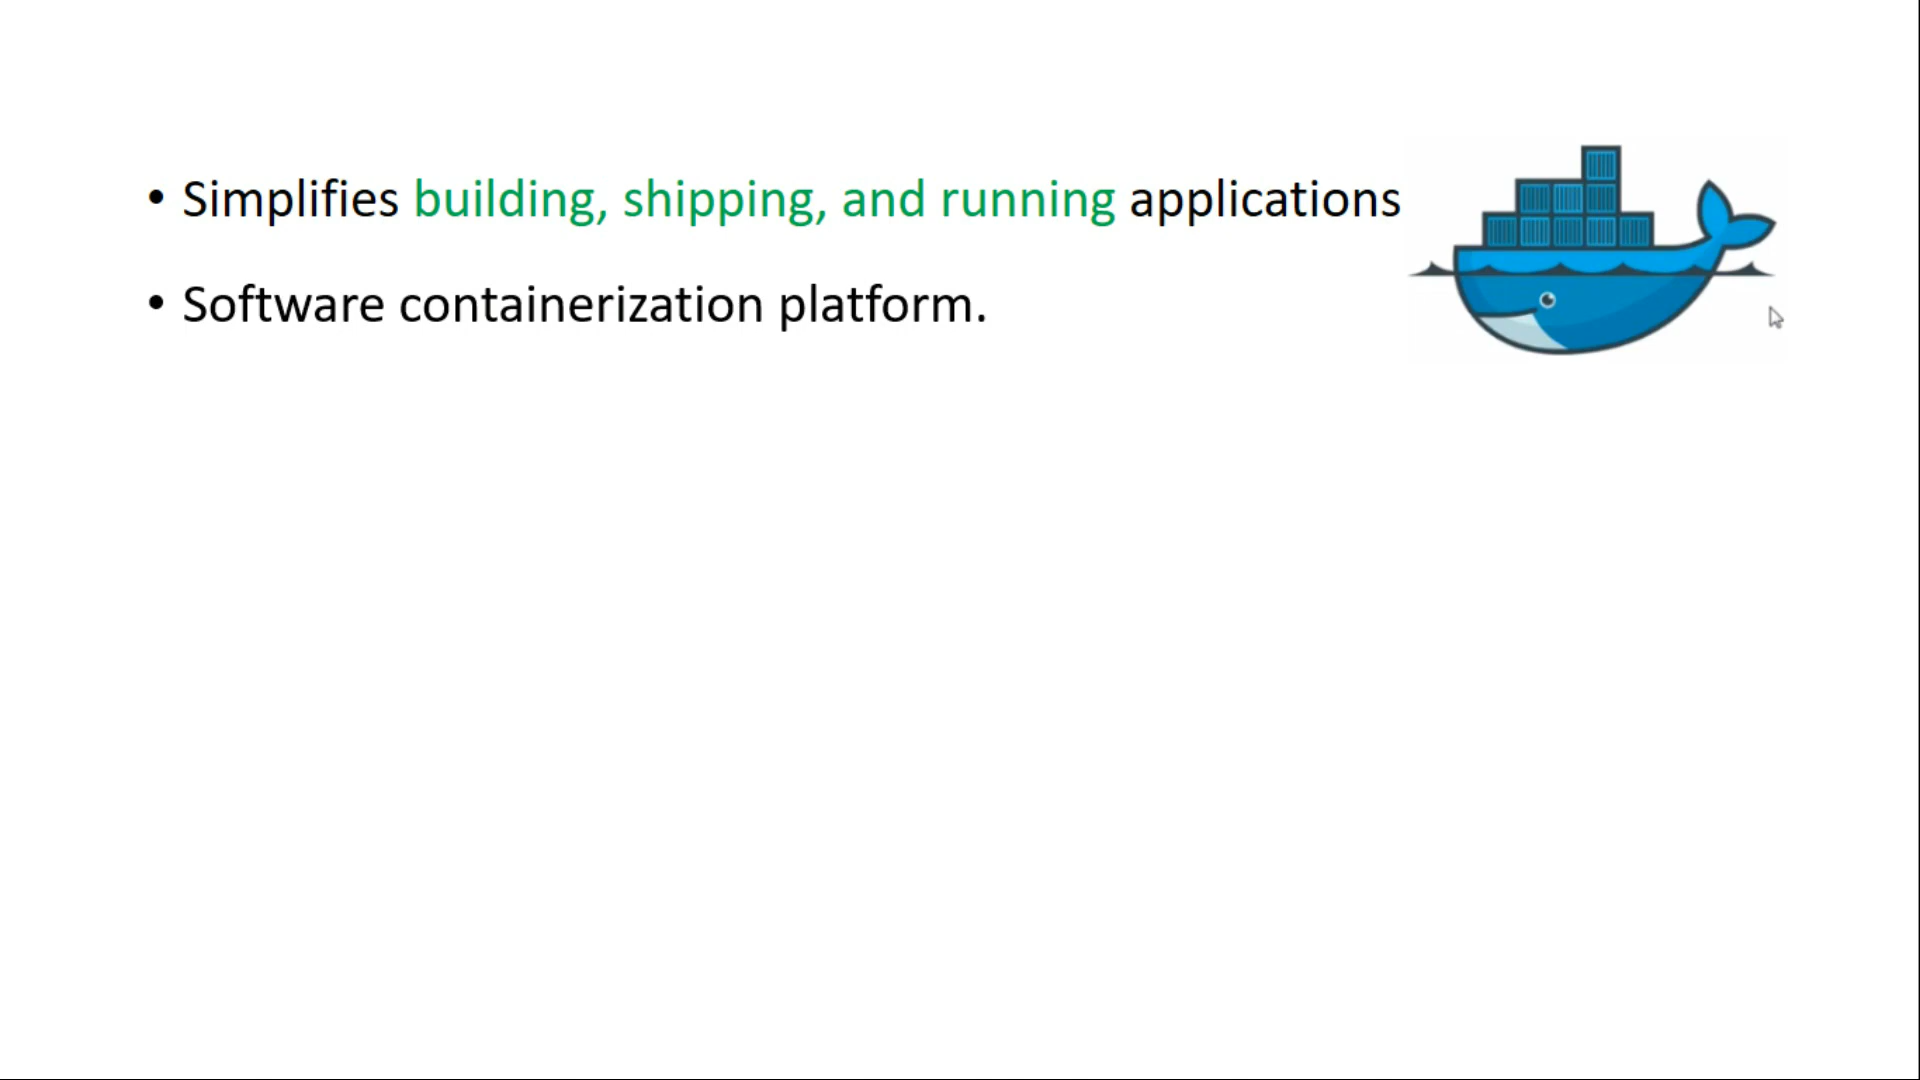 • Simplifies building, shipping, and running applications
• Software containerization platform.